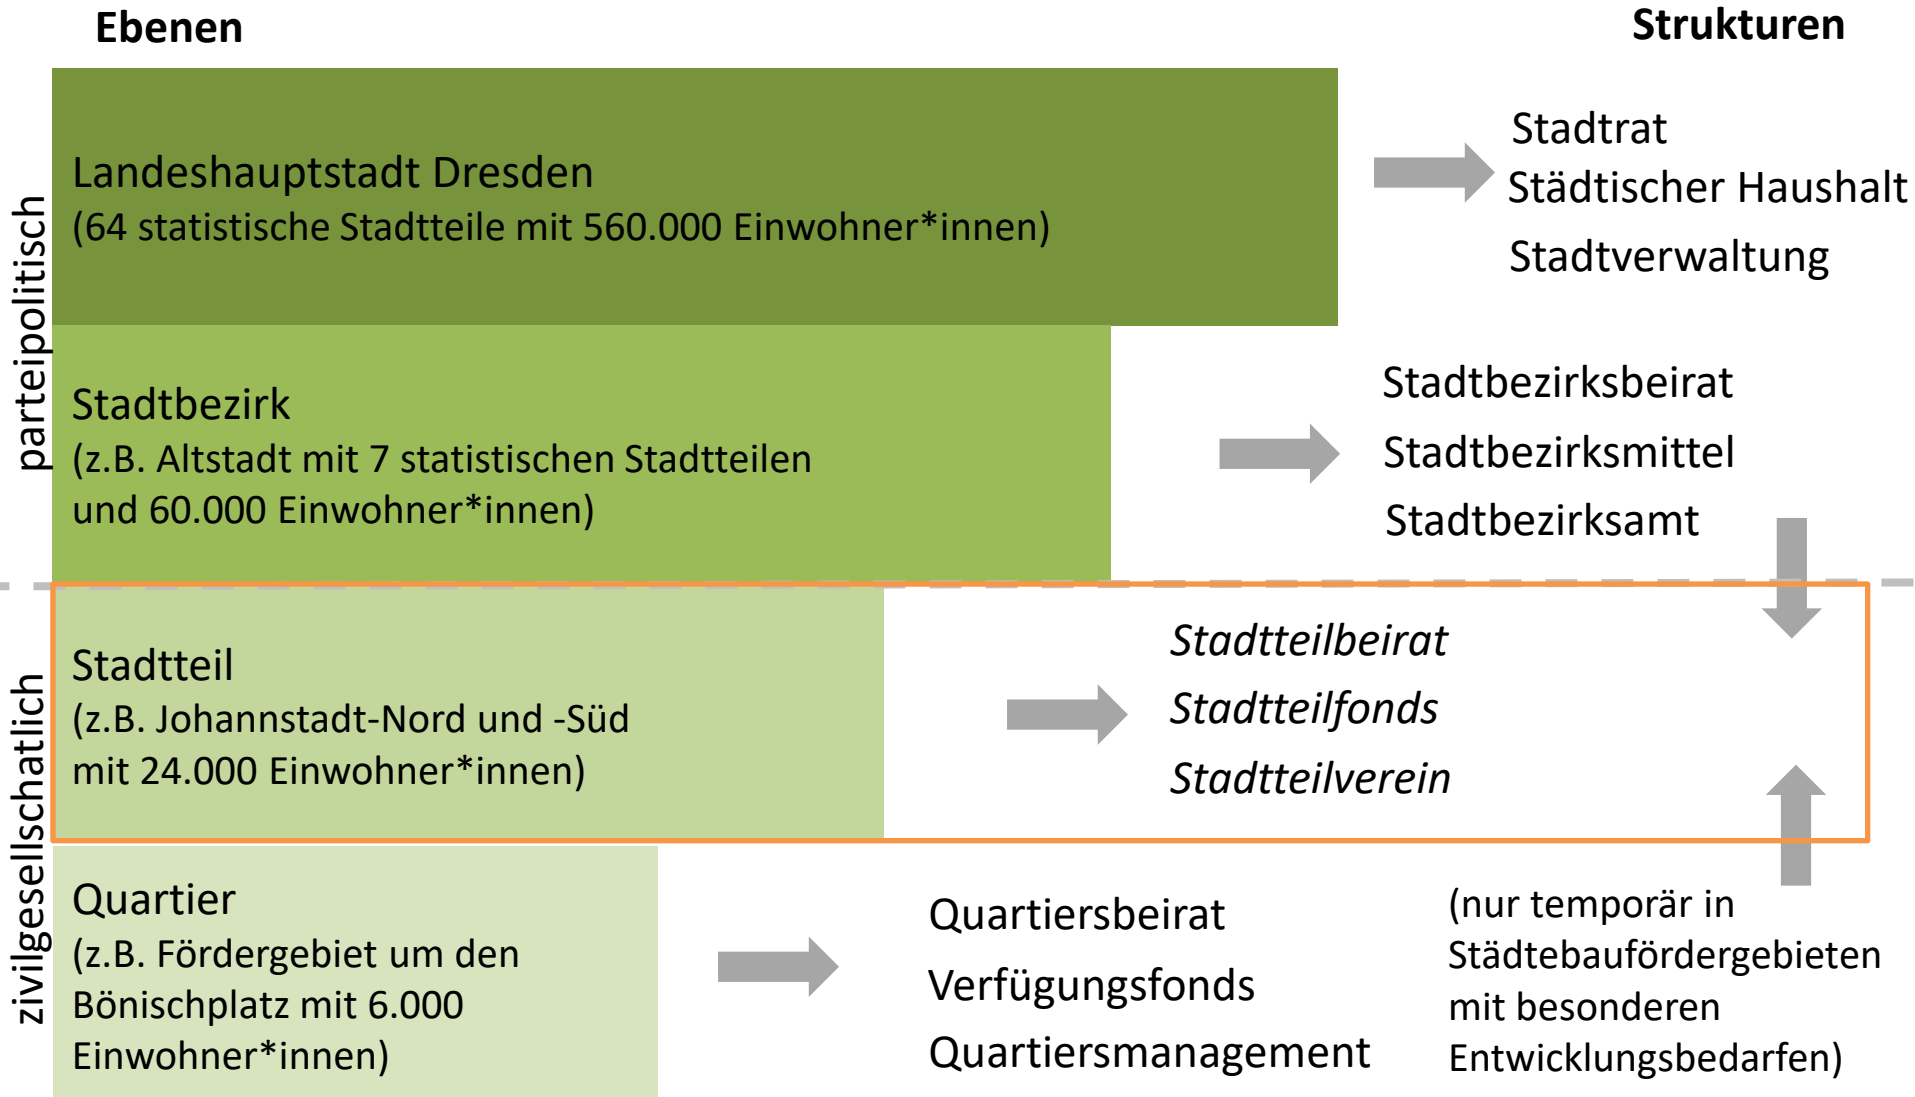 Ebenen
Strukturen
parteipolitisch
Landeshauptstadt Dresden
(64 statistische Stadtteile mit 560.000 Einwohner*innen)
Stadtrat
Städtischer Haushalt
Stadtverwaltung
Stadtbezirk
(z.B. Altstadt mit 7 statistischen Stadtteilen
und 60.000 Einwohner*innen)
Stadtbezirksbeirat
Stadtbezirksmittel
Stadtbezirksamt
zivilgesellschatlich
Stadtteil
(z.B. Johannstadt-Nord und -Süd
mit 24.000 Einwohner*innen)
Stadtteilbeirat
Stadtteilfonds
Stadtteilverein
Quartier
(z.B. Fördergebiet um den
Bönischplatz mit 6.000
Einwohner*innen)
Quartiersbeirat
Verfügungsfonds
Quartiersmanagement
(nur temporär in
Städtebaufördergebieten
mit besonderen
Entwicklungsbedarfen)